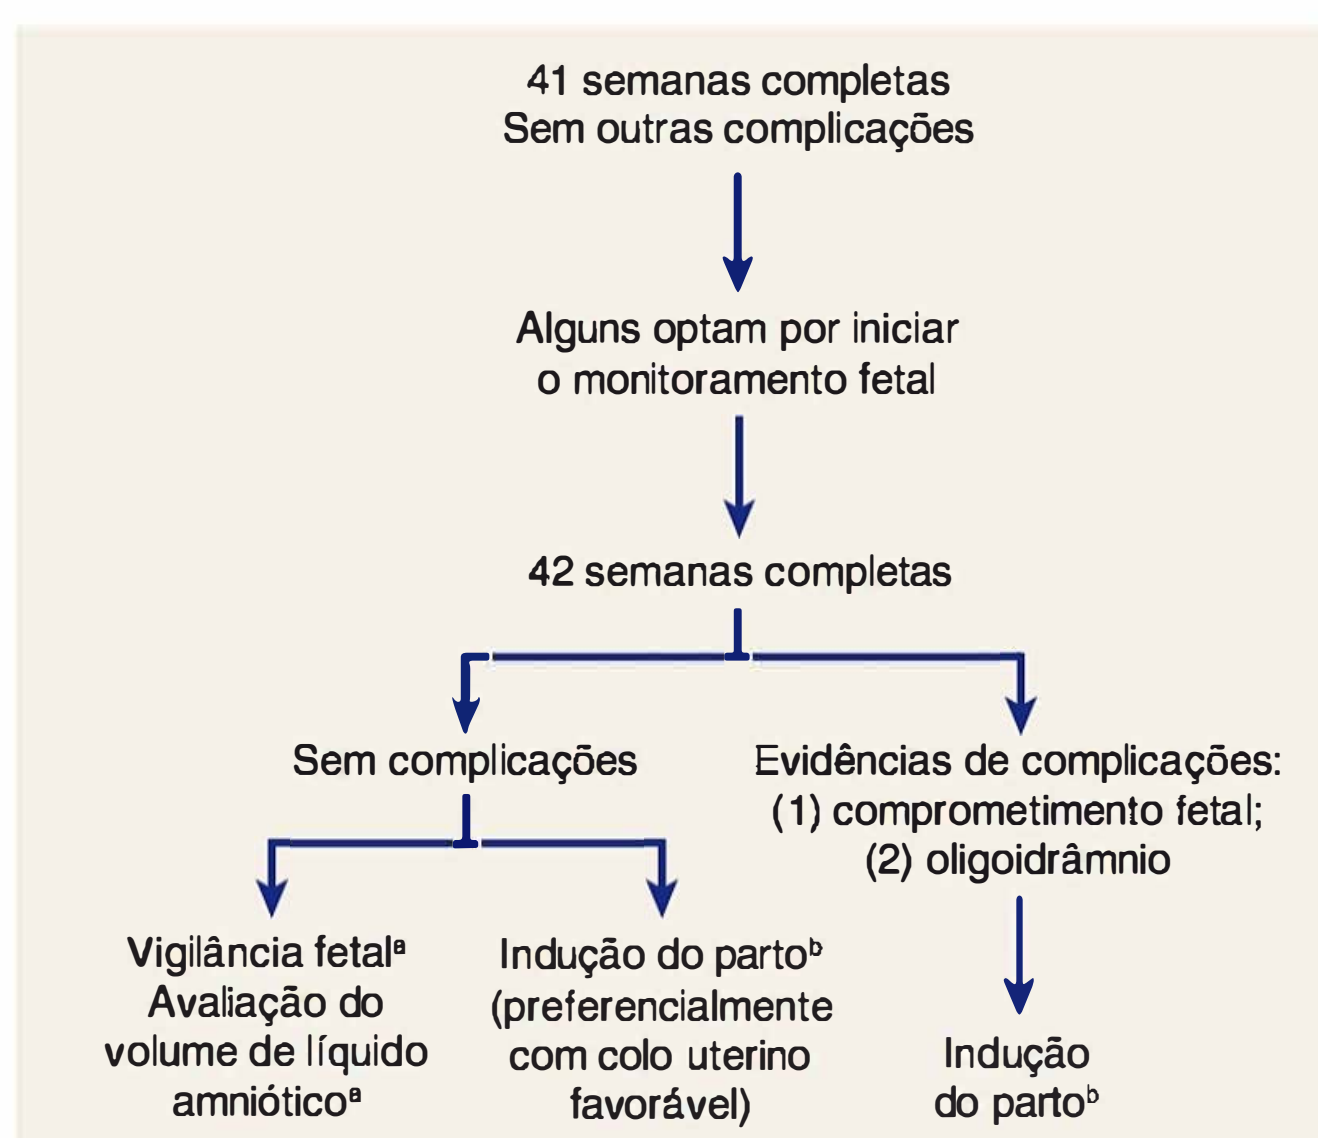 41 semanas completas
Sem outras complicações
Alguns optam por iniciar
o monitoramento fetal
42 semanas completas
Sem complicações
Evidências de complicações:
(1) comprometimento fetal;
(2) oligoidrâmnio
Vigilância fetalª
Avaliação do
volume de líquido
amnióticoª
Indução do partoᵇ
(preferencialmente
com colo uterino
favorável)
Indução
do partoᵇ